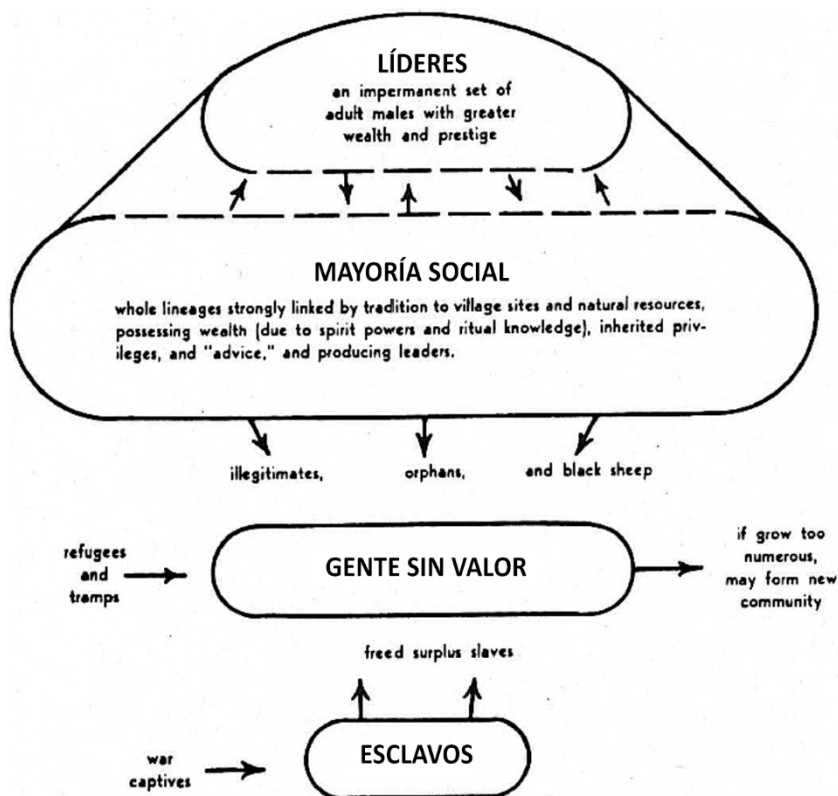 LÍDERES
an impermanent set of
adult males with greater
wealth and prestige
MAYORÍA SOCIAL
whole lineages strongly linked by tradition to village sites and natural resources,
possessing wealth (due to spirit powers and ritual knowledge), inherited priv-
ileges, and "advice," and producing leaders.
illegitimates,
orphans,
and black sheep
refugees
and
tramps
GENTE SIN VALOR
if grow too
numerous,
may form new
community
freed surplus slaves
war
captives
ESCLAVOS